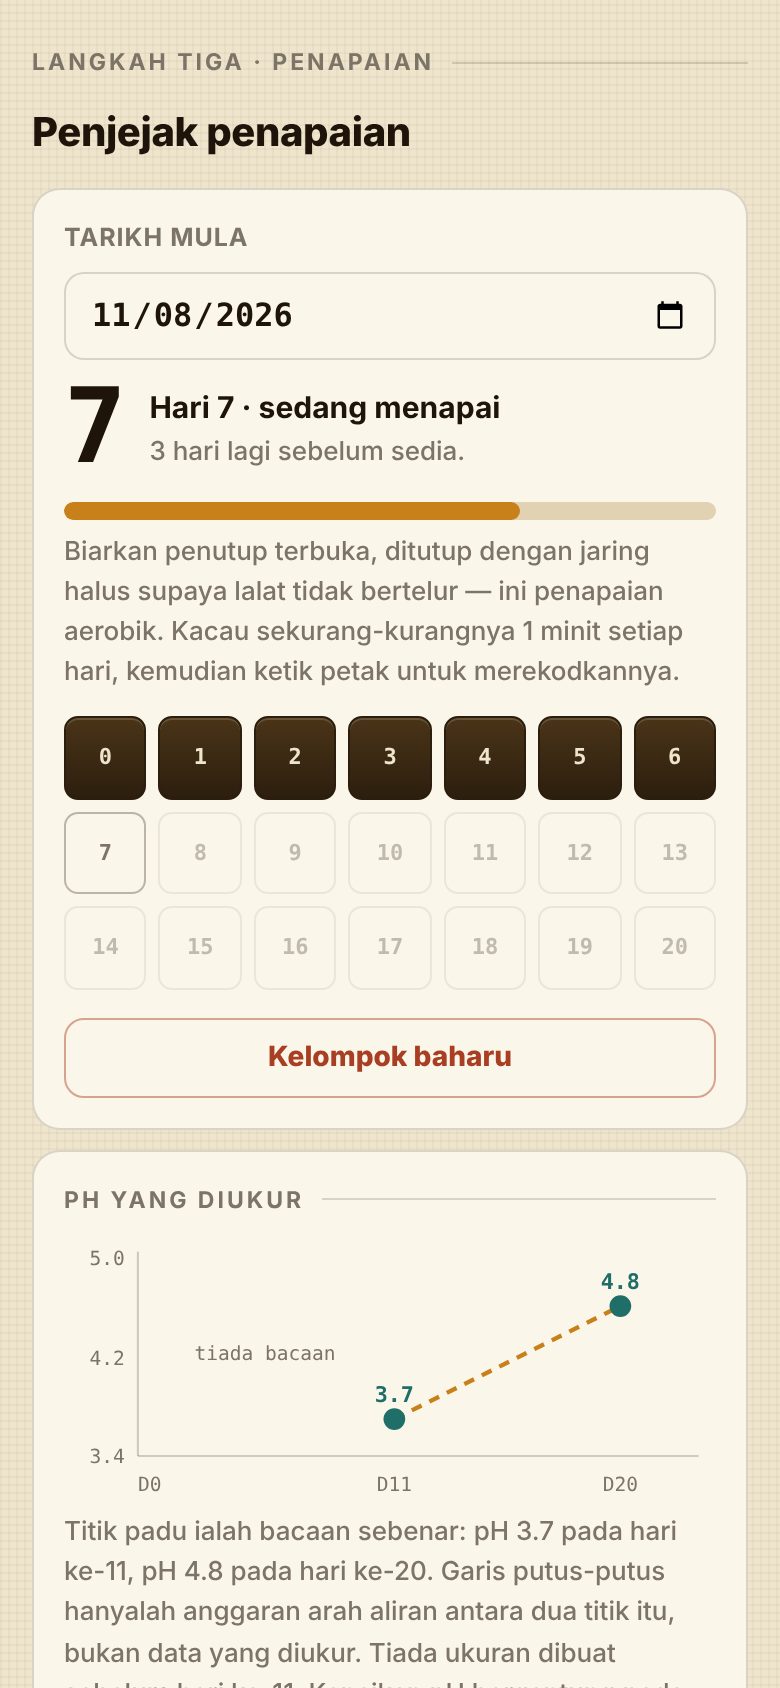 LANGKAH TIGA · PENAPAIAN
Penjejak penapaian
TARIKH MULA
11/08/2026
7
Hari 7 · sedang menapai
3 hari lagi sebelum sedia.
Biarkan penutup terbuka, ditutup dengan jaring
halus supaya lalat tidak bertelur — ini penapaian
aerobik. Kacau sekurang-kurangnya 1 minit setiap
hari, kemudian ketik petak untuk merekodkannya.
0 1 2 3 4 5 6
7 8 9 10 11 12 13
14 15 16 17 18 19 20
Kelompok baharu
PH YANG DIUKUR
5.0
4.8
4.2
tiada bacaan
3.7
3.4
D0 D11 D20
Titik padu ialah bacaan sebenar: pH 3.7 pada hari
ke-11, pH 4.8 pada hari ke-20. Garis putus-putus
hanyalah anggaran arah aliran antara dua titik itu,
bukan data yang diukur. Tiada ukuran dibuat